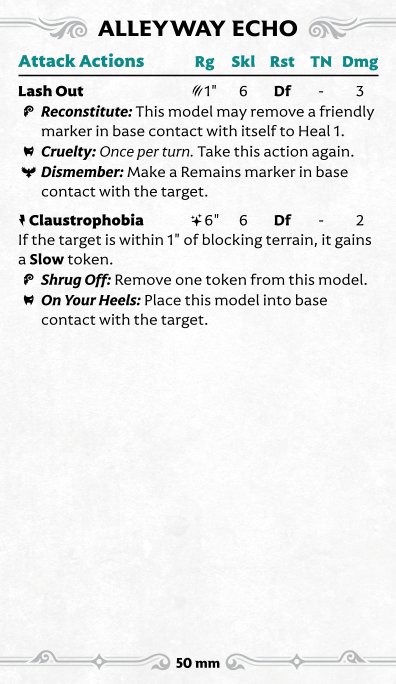 ALLEYWAY ECHO
Attack Actions Rg Skl Rst TN Dmg
Lash Out 1" 6 Df - 3
Reconstitute: This model may remove a friendly
marker in base contact with itself to Heal 1.
Cruelty: Once per turn. Take this action again.
Dismember: Make a Remains marker in base
contact with the target.
Claustrophobia 6" 6 Df - 2
If the target is within 1" of blocking terrain, it gains
a Slow token.
Shrug Off: Remove one token from this model.
On Your Heels: Place this model into base
contact with the target.
50 mm